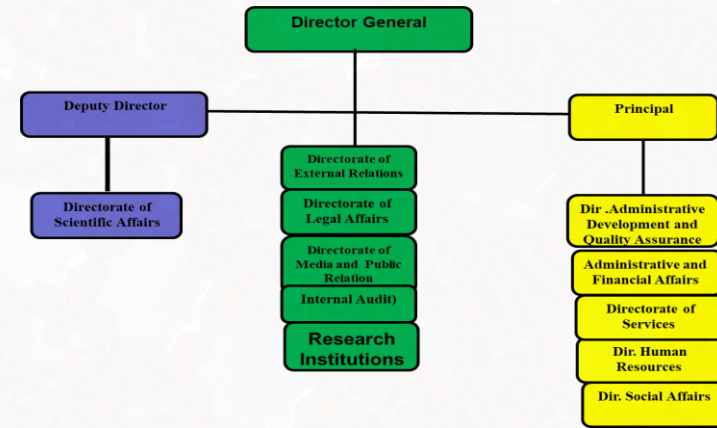 Director General
Deputy Director
Principal
Directorate of
External Relations
Directorate of
Legal Affairs
Directorate of
Media and Public
Relation
Internal Audit)
Research
Institutions
Directorate of
Scientific Affairs
Dir .Administrative
Development and
Quality Assurance
Administrative and
Financial Affairs
Directorate of
Services
Dir. Human
Resources
Dir. Social Affairs